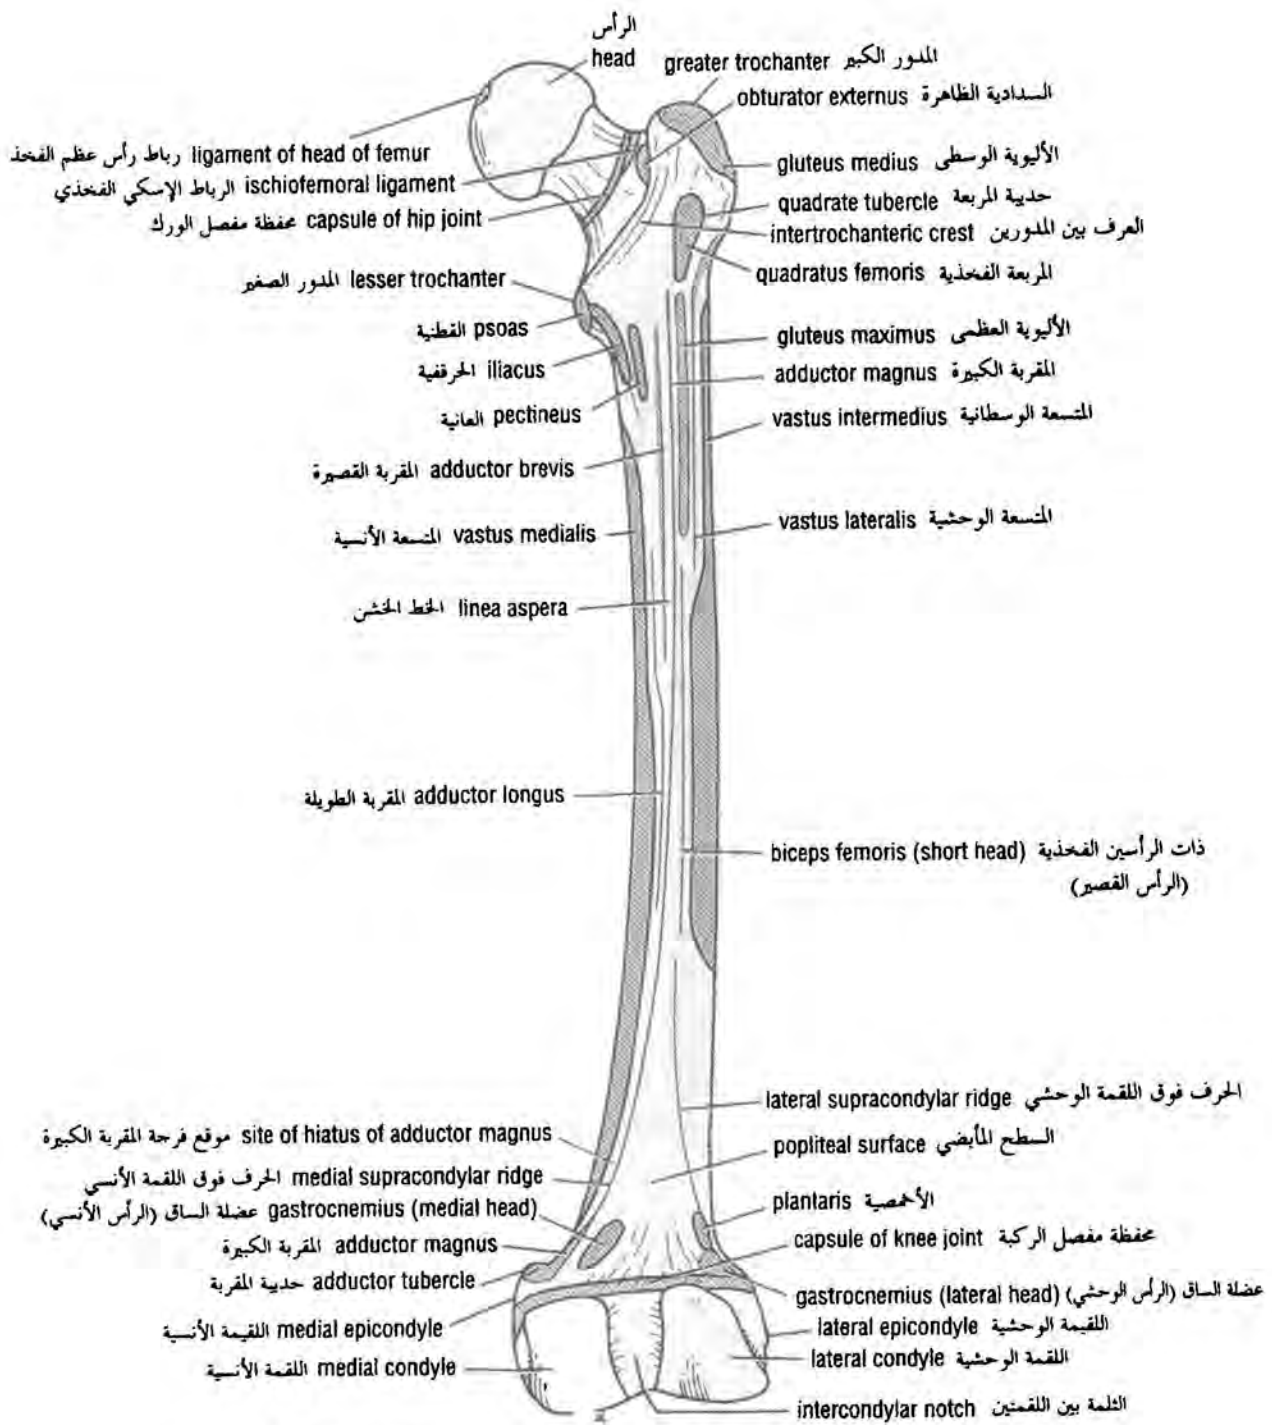 الرأس
head
greater trochanter المدور الكبير
obturator externus السدادية الظاهرة
ligament of head of femur رباط رأس عظم الفخذ
gluteus medius الأليوية الوسطى
ischiofemoral ligament الرباط الإسكي الفخذي
quadrate tubercle حديبة المربعة
capsule of hip joint محفظة مفصل الورك
intertrochanteric crest العرف بين المدورين
quadratus femoris المربعة الفخذية
lesser trochanter المدور الصغير
psoas القطنية
gluteus maximus الأليوية العظمى
iliacus الحرقفية
adductor magnus المقربة الكبيرة
pectineus العانية
vastus intermedius المتسعة الوسطانية
adductor brevis المقربة القصيرة
vastus lateralis المتسعة الوحشية
vastus medialis المتسعة الأنسية
linea aspera الخط الخشن
adductor longus المقربة الطويلة
biceps femoris (short head) ذات الرأسين الفخذية
(الرأس القصير)
lateral supracondylar ridge الحرف فوق اللقمة الوحشي
site of hiatus of adductor magnus موقع فرجة المقربة الكبيرة
popliteal surface السطح المأبضي
medial supracondylar ridge الحرف فوق اللقمة الأنسي
plantaris الأخمصية
gastrocnemius (medial head) عضلة الساق (الرأس الأنسي)
capsule of knee joint محفظة مفصل الركبة
adductor magnus المقربة الكبيرة
adductor tubercle حديبة المقربة
gastrocnemius (lateral head) عضلة الساق (الرأس الوحشي)
medial epicondyle اللقيمة الأنسية
lateral epicondyle اللقيمة الوحشية
medial condyle اللقمة الأنسية
lateral condyle اللقمة الوحشية
intercondylar notch الثلمة بين اللقمتين